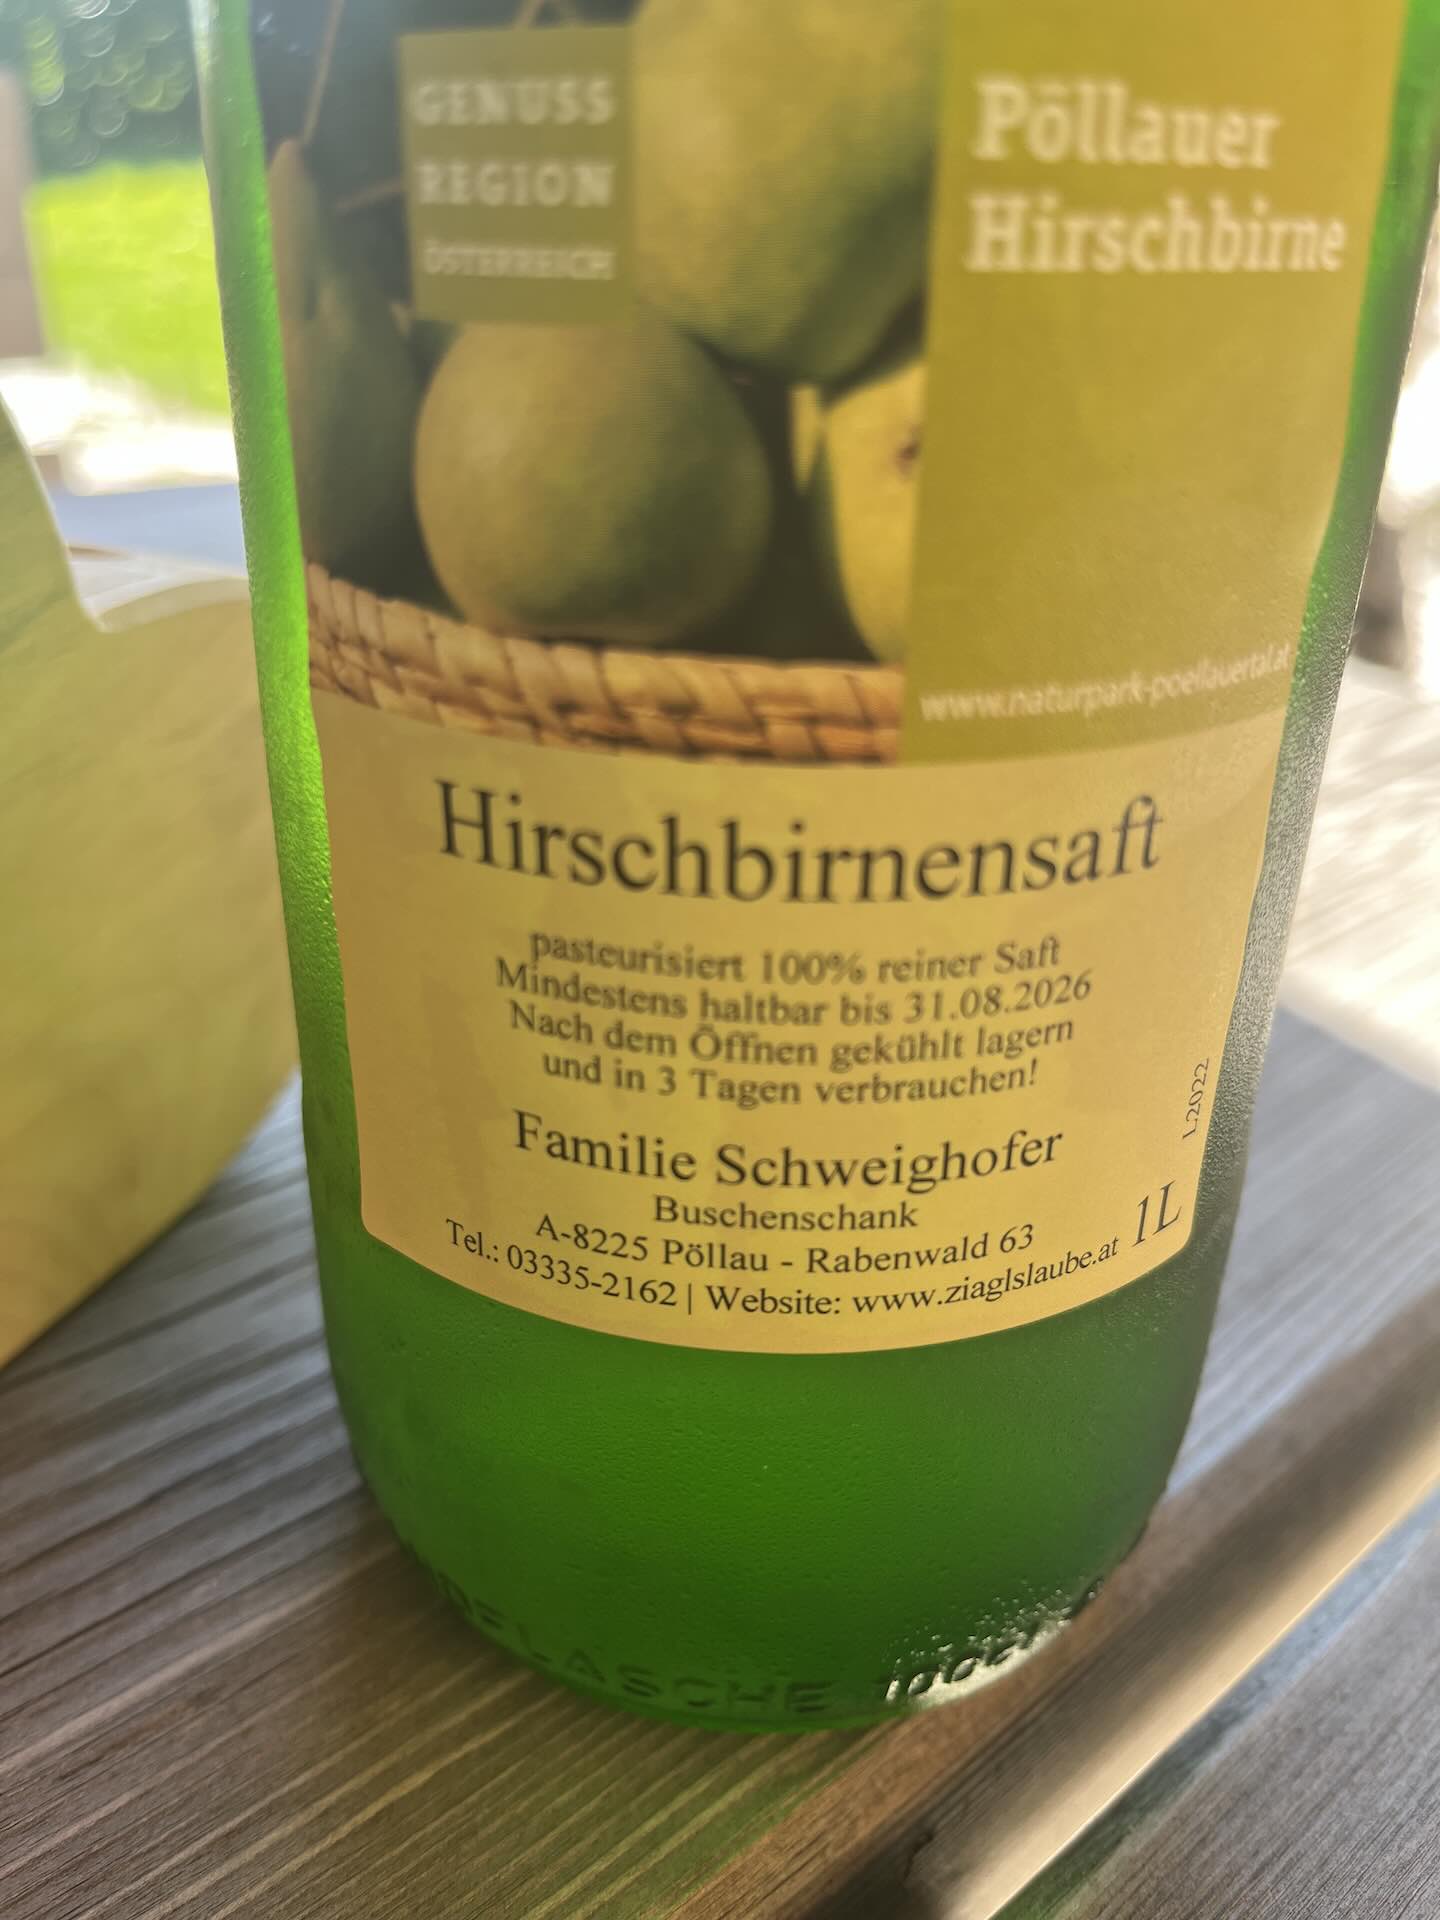 GENUSS
REGION
ÖSTERREICH
Pöllauer
Hirschbirne
www.naturpark-poellauertal.at
Hirschbirnensaft
pasteurisiert 100% reiner Saft
Mindestens haltbar bis 31.08.2026
Nach dem Öffnen gekühlt lagern
und in 3 Tagen verbrauchen!
Familie Schweighofer
Buschenschank
A-8225 Pöllau - Rabenwald 63
Tel.: 03335-2162 | Website: www.ziaglslaube.at
1L
L2022